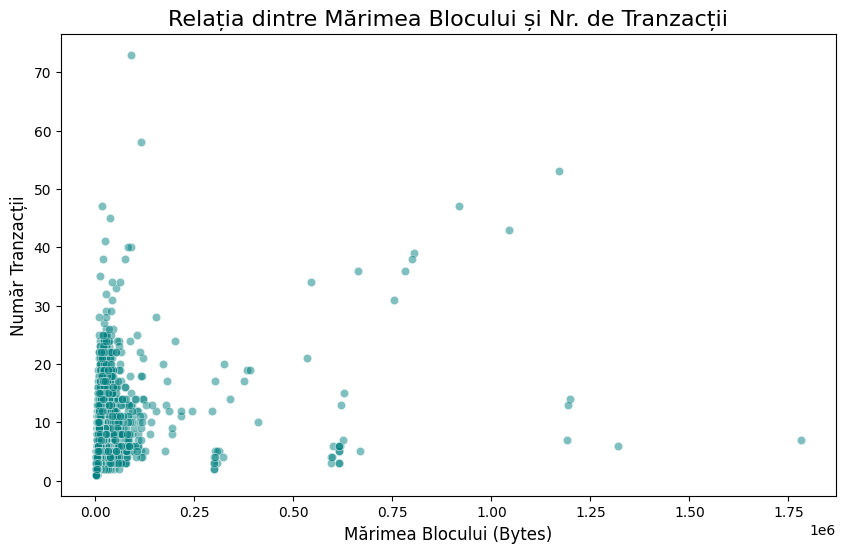 Relația dintre Mărimea Blocului și Nr. de Tranzacții
Număr Tranzacții
70
60
50
40
30
20
10
0
0.00 0.25 0.50 0.75 1.00 1.25 1.50 1.75
1e6
Mărimea Blocului (Bytes)